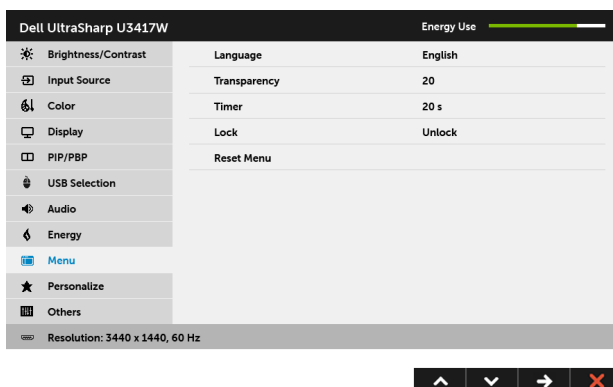 Dell UltraSharp U3417W Energy Use
Brightness/Contrast Language English
Input Source Transparency 20
Color Timer 20 s
Display Lock Unlock
PIP/PBP Reset Menu
USB Selection
Audio
Energy
Menu
Personalize
Others
Resolution: 3440 x 1440, 60 Hz